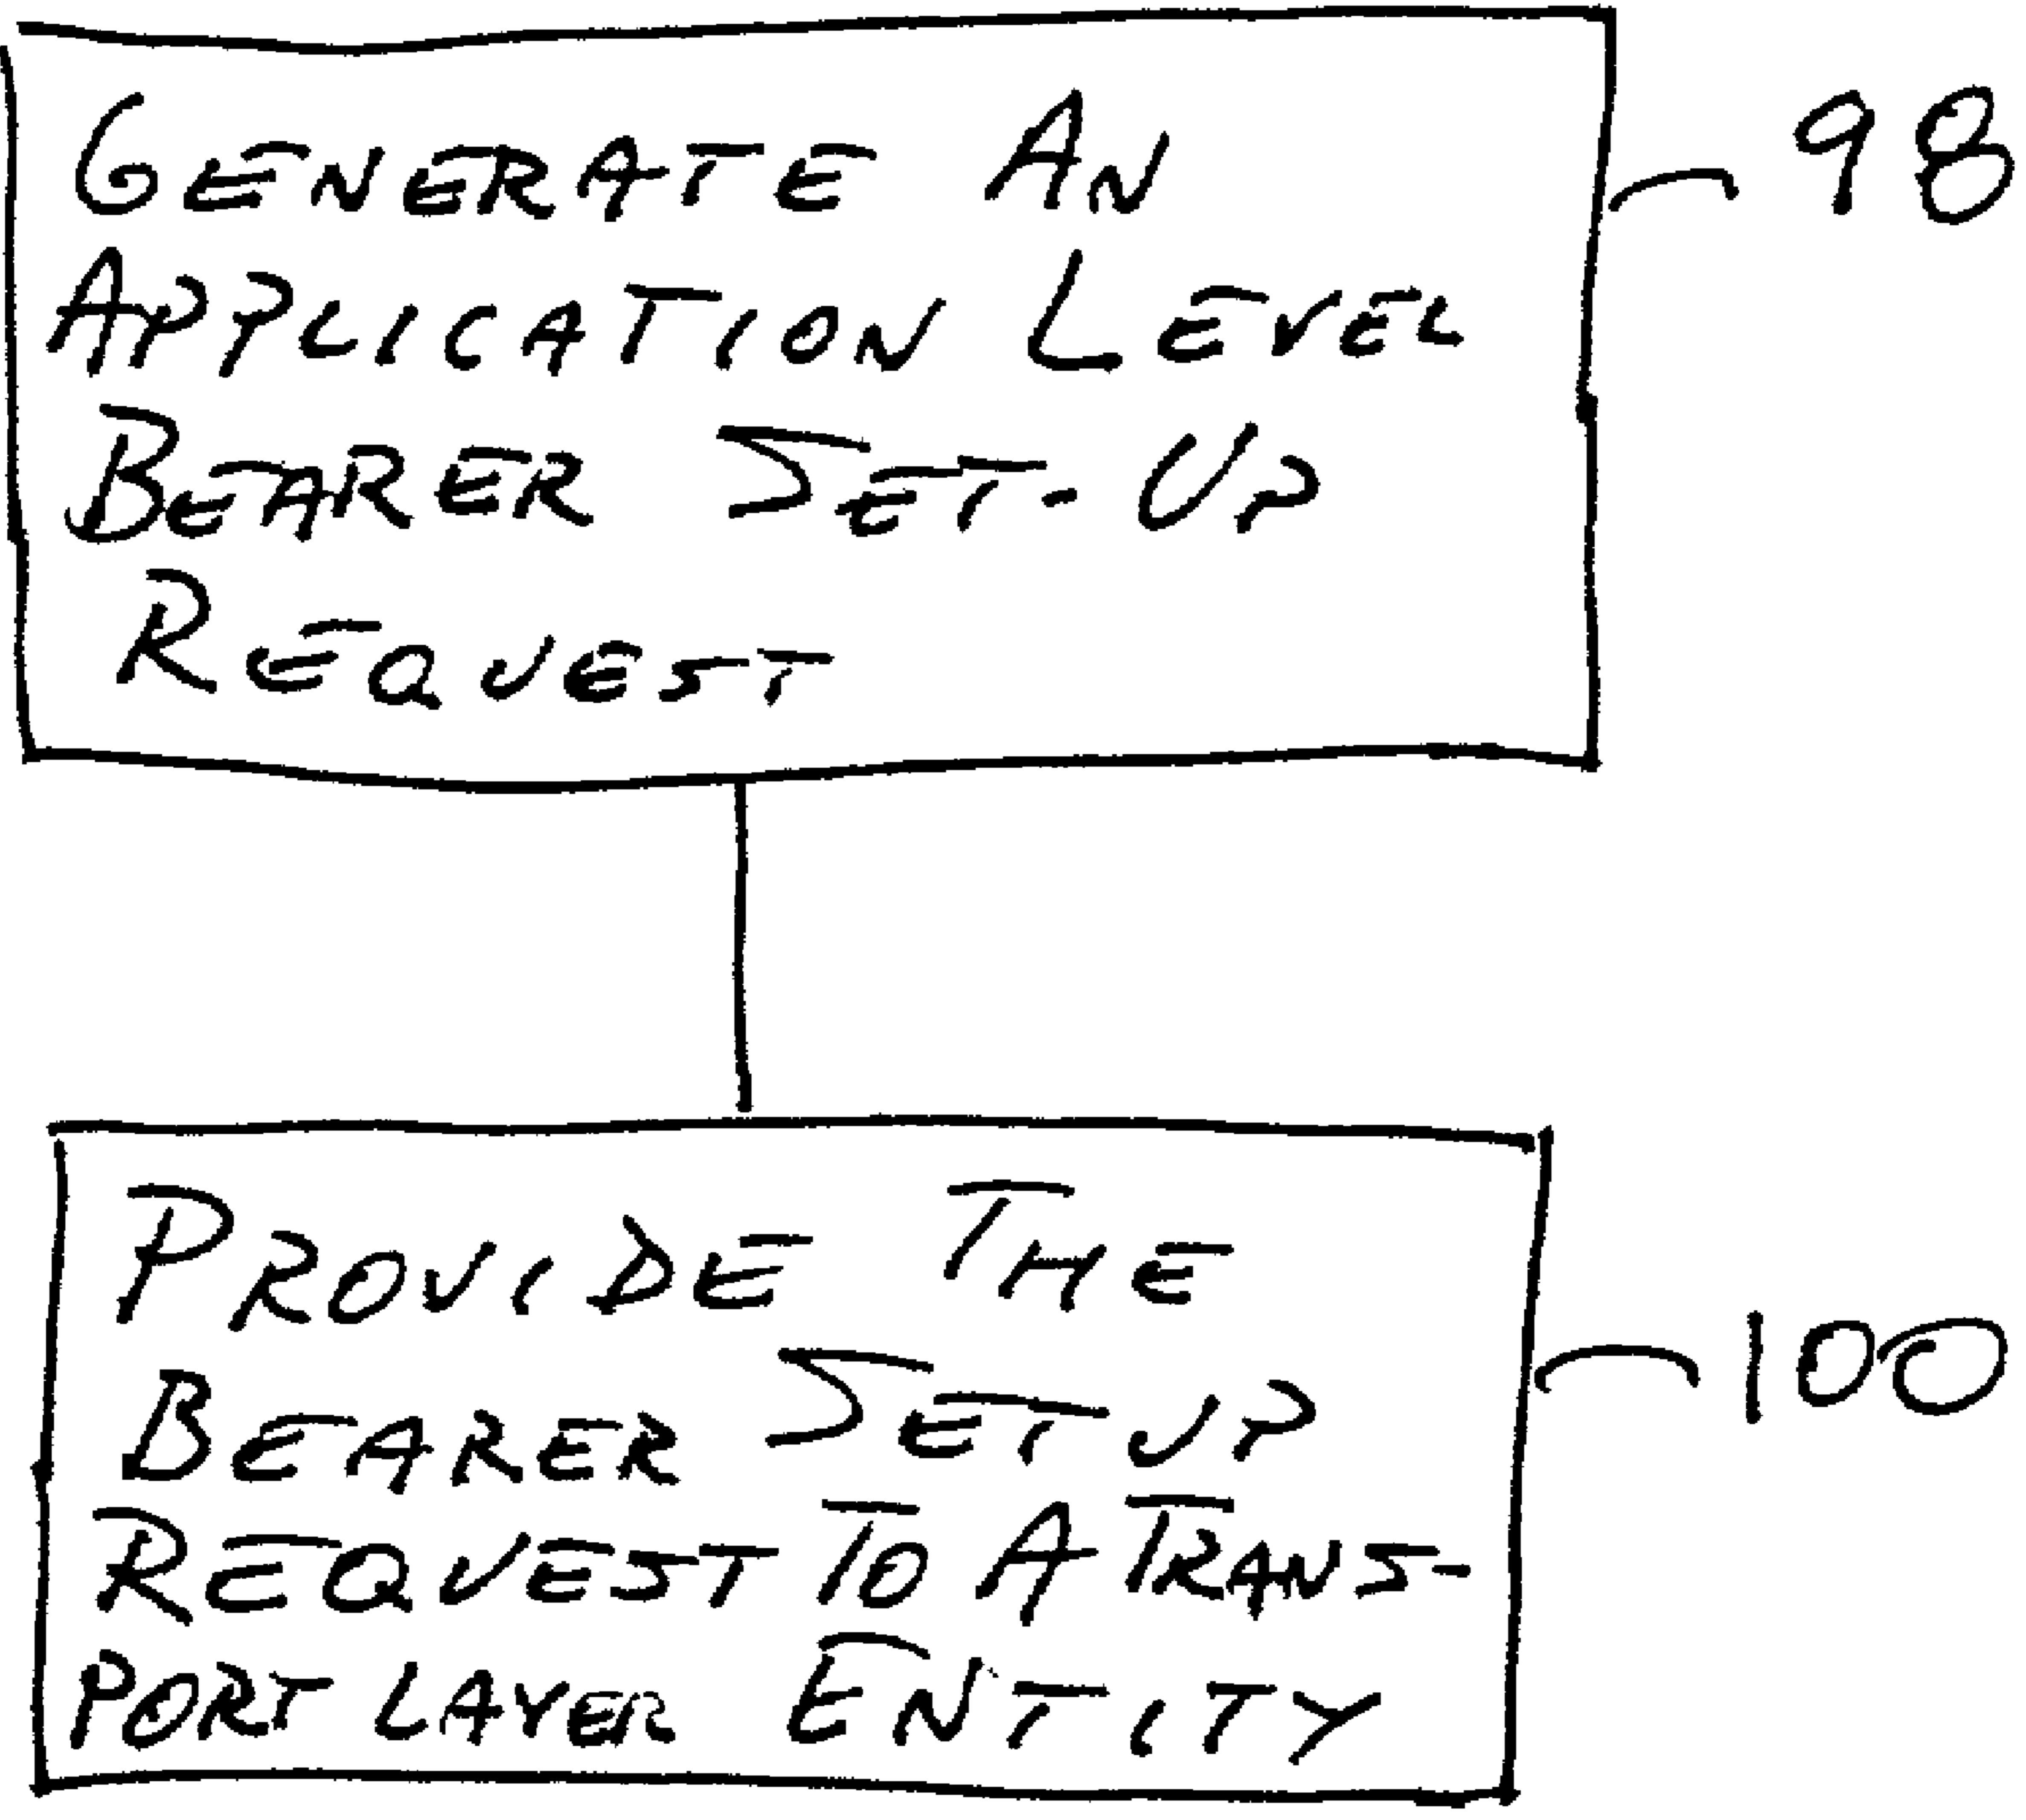 GENERATE AN
98
APPLICATION LEVEL
BEARER SET-UP
REQUEST
PROVIDE THE
BEARER SETUP
100
REQUEST TO A TRANS-
PORT LAYER ENTITY